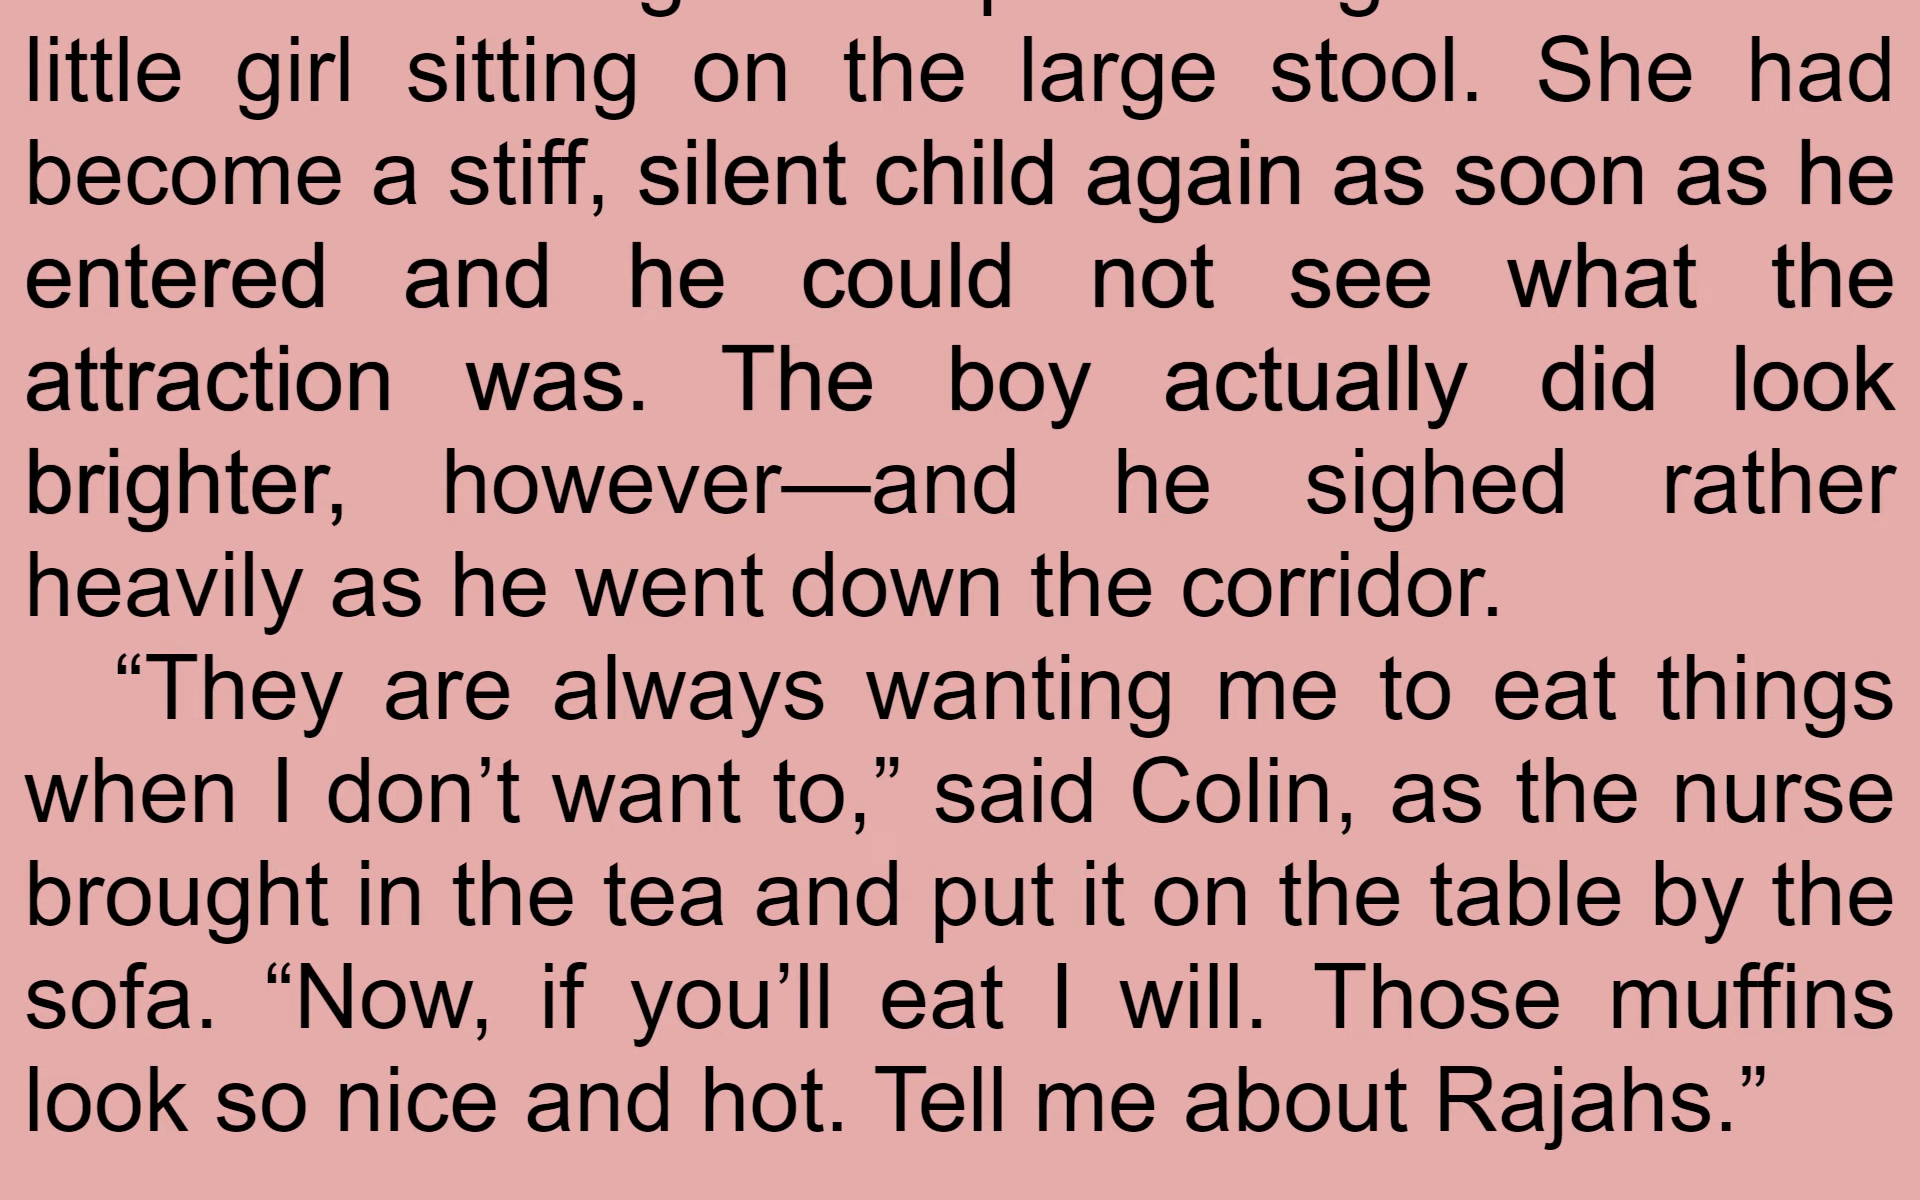 little girl sitting on the large stool. She had
become a stiff, silent child again as soon as he
entered and he could not see what the
attraction was. The boy actually did look
brighter, however—and he sighed rather
heavily as he went down the corridor.
“They are always wanting me to eat things
when I don’t want to,” said Colin, as the nurse
brought in the tea and put it on the table by the
sofa. “Now, if you’ll eat I will. Those muffins
look so nice and hot. Tell me about Rajahs.”